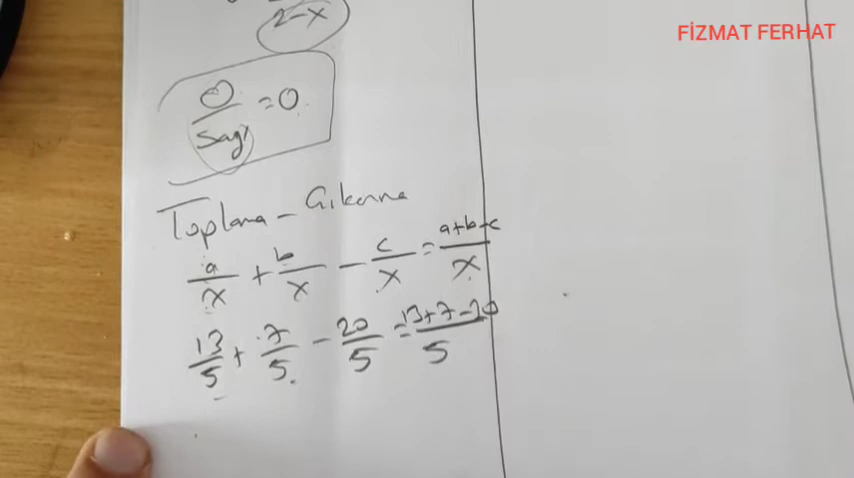 FİZMAT FERHAT
2-x
0/sayı = 0
Toplama - Çıkarma
a/x + b/x - c/x = a+b-c/x
13/5 + 7/5 - 20/5 = 13+7-20/5